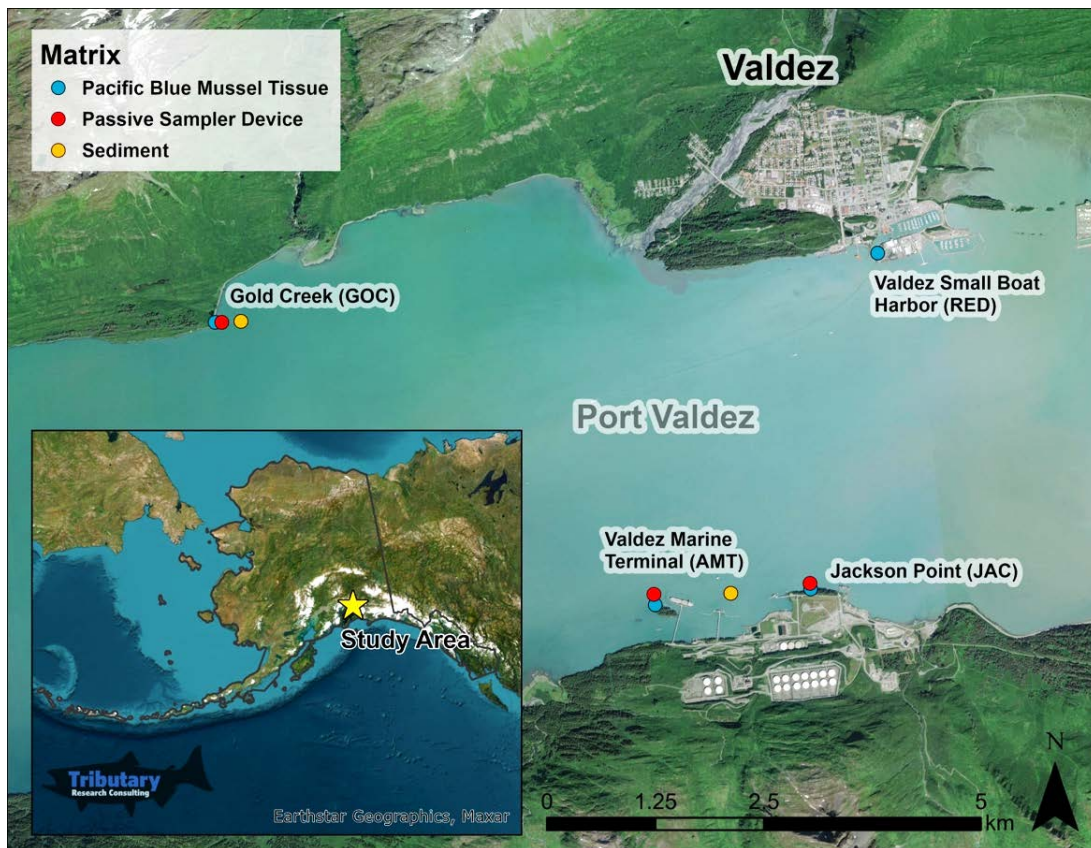 Matrix
Pacific Blue Mussel Tissue
Passive Sampler Device
Sediment
Valdez
Gold Creek (GOC)
Valdez Small Boat
Harbor (RED)
Port Valdez
Valdez Marine
Terminal (AMT)
Jackson Point (JAC)
Study Area
Tributary
Research Consulting
Earthstar Geographics, Maxar
N
0 1.25 2.5 5
km